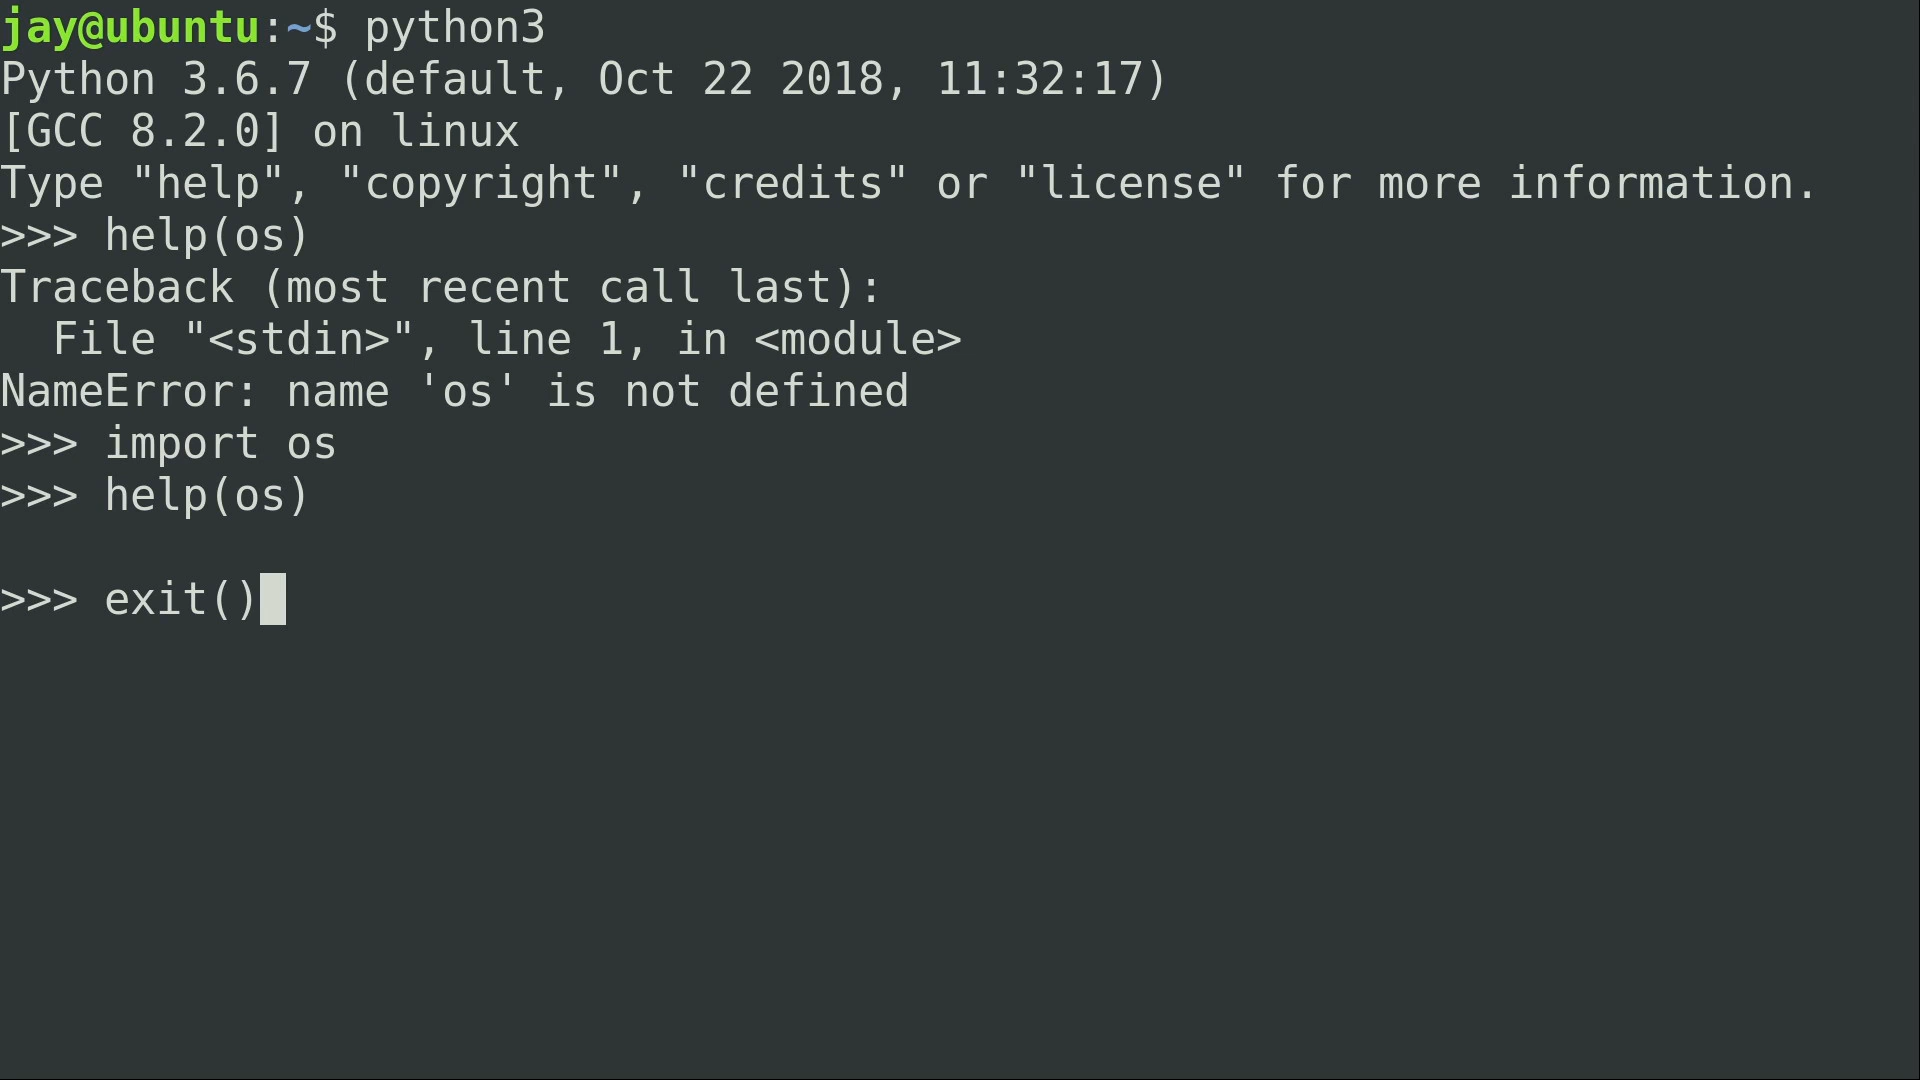 jay@ubuntu:~$ python3
Python 3.6.7 (default, Oct 22 2018, 11:32:17)
[GCC 8.2.0] on linux
Type "help", "copyright", "credits" or "license" for more information.
>>> help(os)
Traceback (most recent call last):
  File "<stdin>", line 1, in <module>
NameError: name 'os' is not defined
>>> import os
>>> help(os)

>>> exit()